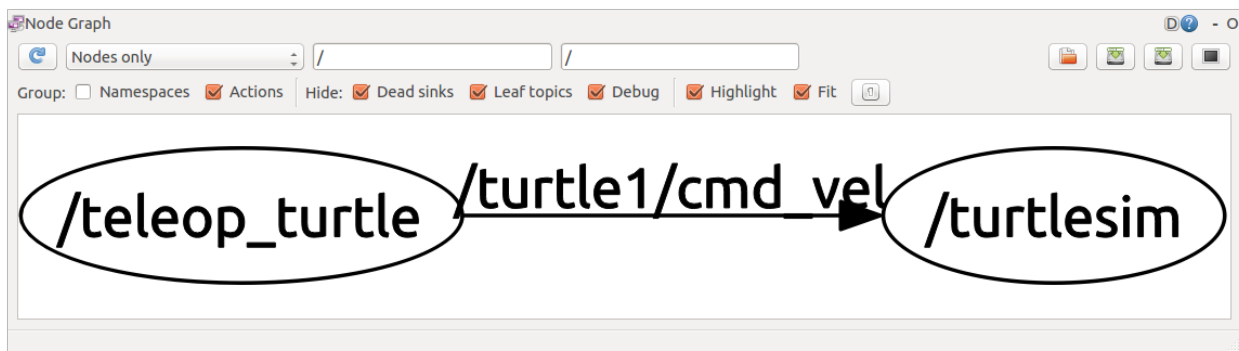 Node Graph D ? - O
Nodes only / /
Group: Namespaces Actions Hide: Dead sinks Leaf topics Debug Highlight Fit
/teleop_turtle /turtle1/cmd_vel /turtlesim